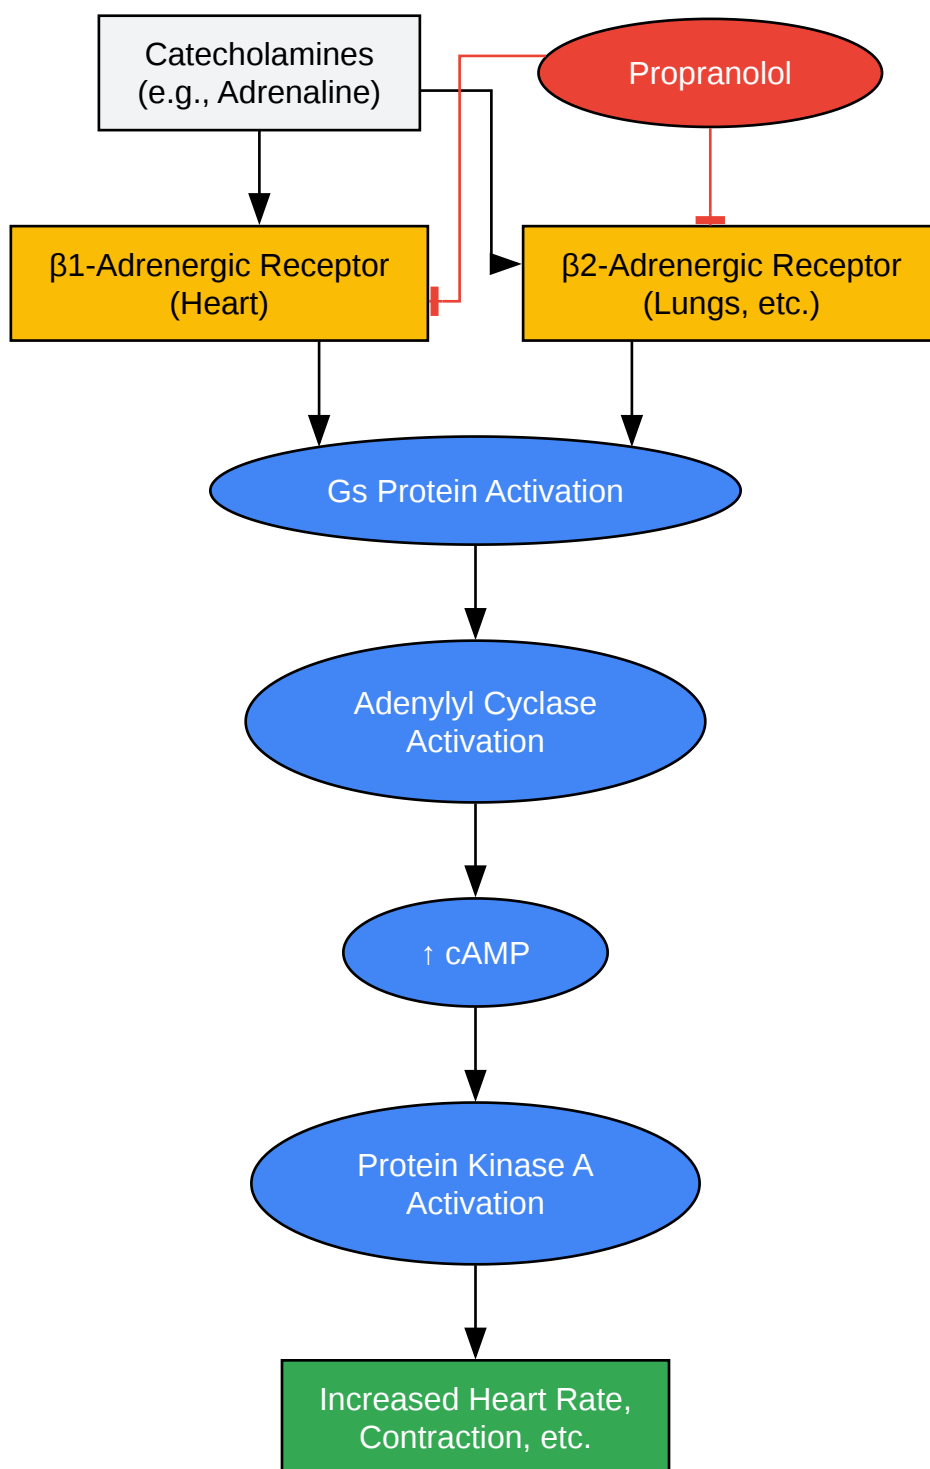 Catecholamines
(e.g., Adrenaline)
Propranolol
β1-Adrenergic Receptor
(Heart)
β2-Adrenergic Receptor
(Lungs, etc.)
Gs Protein Activation
Adenylyl Cyclase
Activation
↑ cAMP
Protein Kinase A
Activation
Increased Heart Rate,
Contraction, etc.